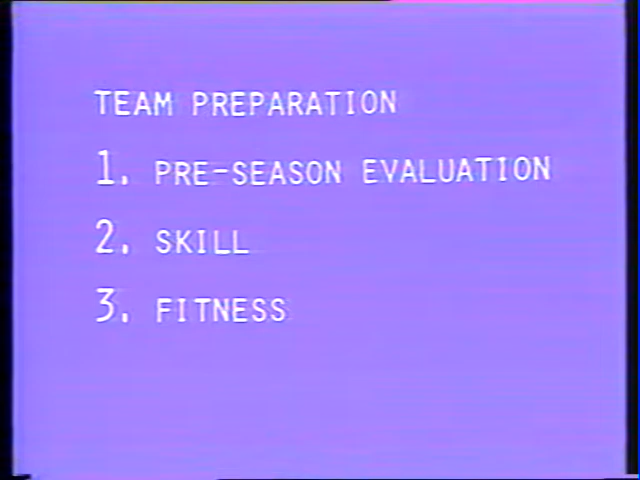 TEAM PREPARATION
1. PRE-SEASON EVALUATION
2. SKILL
3. FITNESS